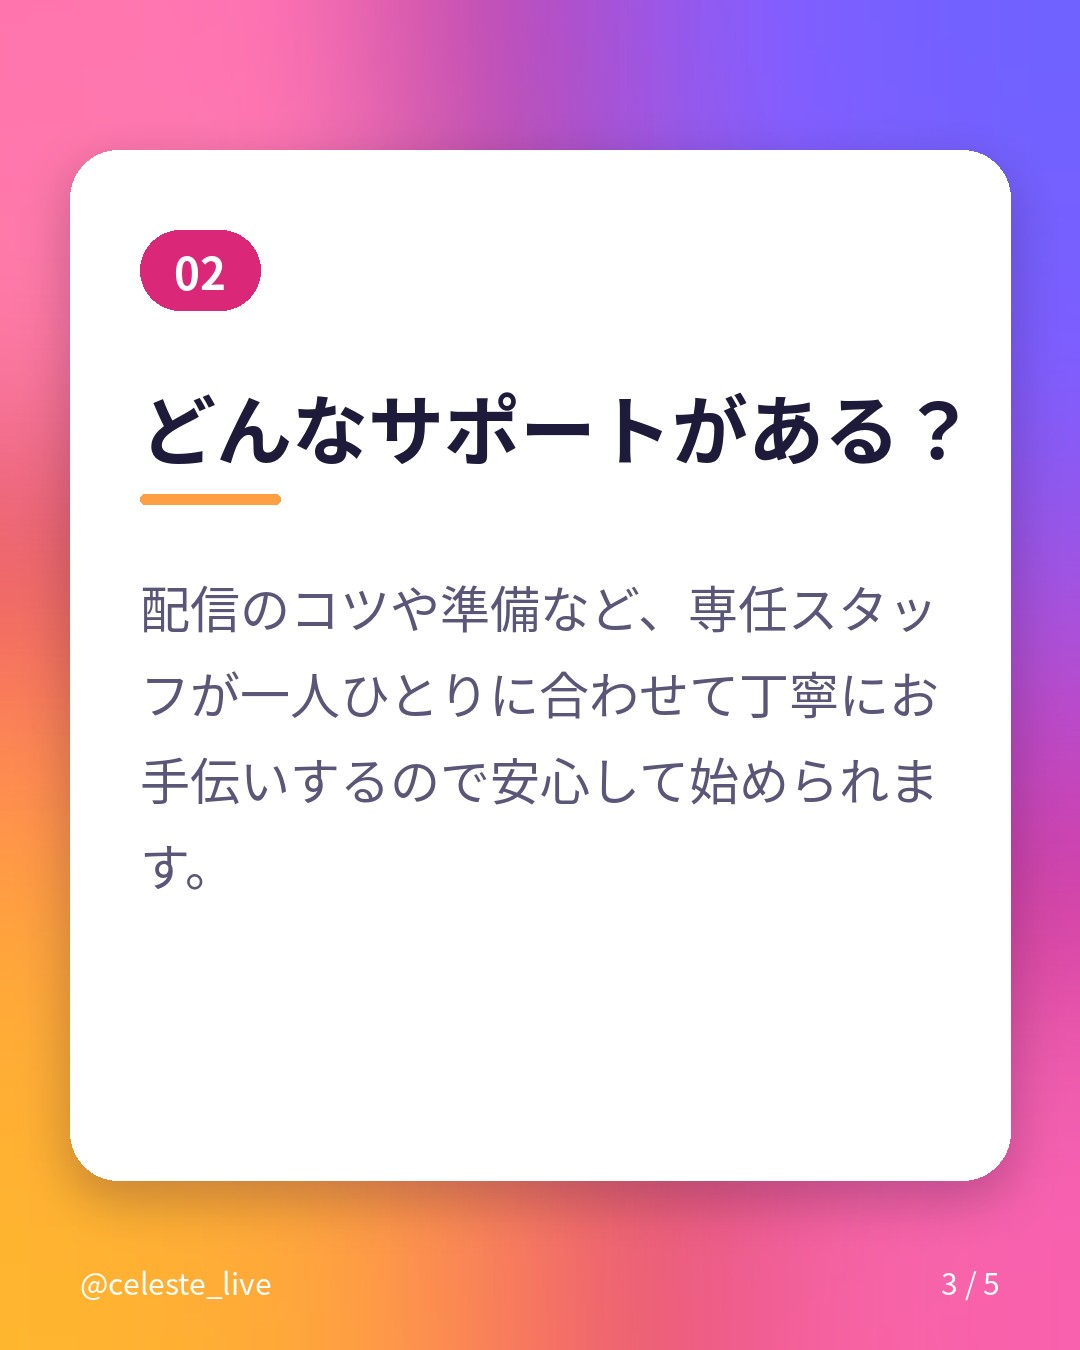 02
どんなサポートがある？
配信のコツや準備など、専任スタッ
フが一人ひとりに合わせて丁寧にお
手伝いするので安心して始められま
す。
@celeste_live
3 / 5